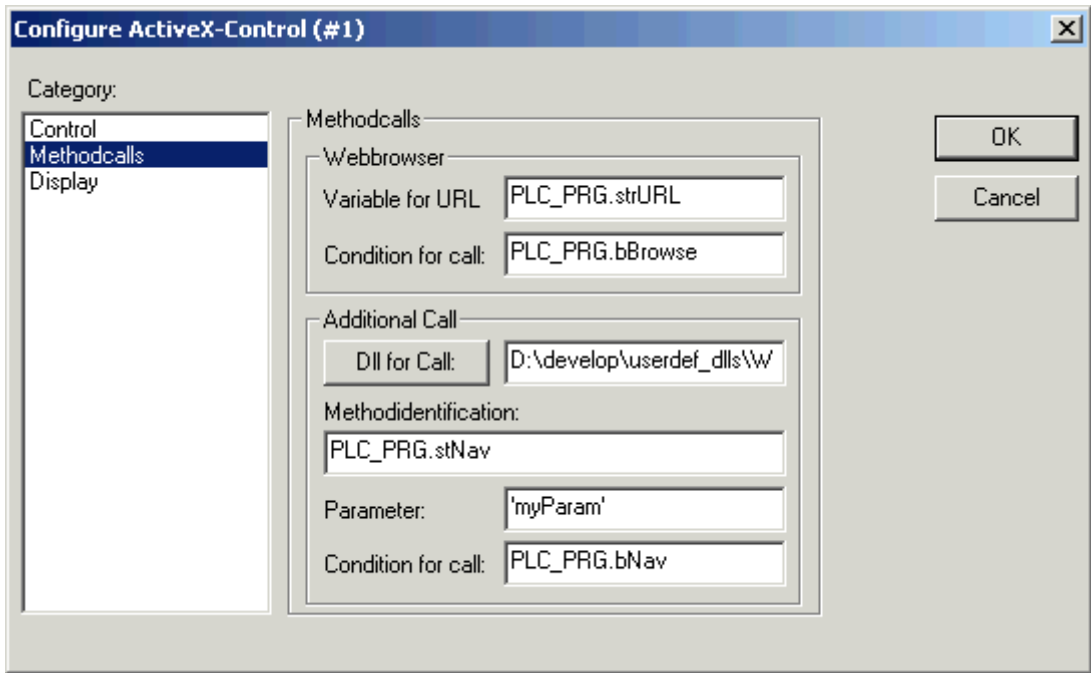 Configure ActiveX-Control (#1)
Category:
Control
Methodcalls
Display
Methodcalls
Webbrowser
Variable for URL PLC_PRG.strURL
Condition for call: PLC_PRG.bBrowse
Additional Call
Dll for Call: D:\develop\userdef_dlls\W
Methodidentification:
PLC_PRG.stNav
Parameter: 'myParam'
Condition for call: PLC_PRG.bNav
OK
Cancel